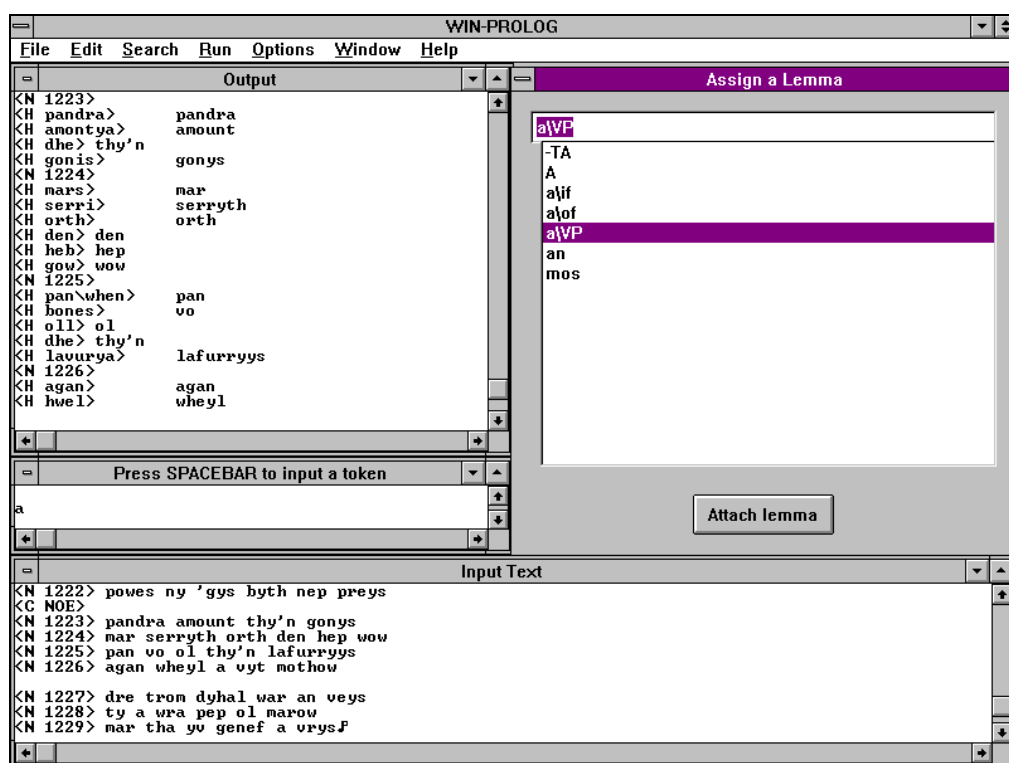 WIN-PROLOG
File Edit Search Run Options Window Help
Output
<N 1223>
<H pandra> pandra
<H amontya> amount
<H dhe> thy'n
<H gonis> gonys
<N 1224>
<H mars> mar
<H serri> serryth
<H orth> orth
<H den> den
<H heb> hep
<H gow> wow
<N 1225>
<H pan\when> pan
<H bones> vo
<H oll> ol
<H dhe> thy'n
<H lavurya> lafurryys
<N 1226>
<H agan> agan
<H hwel> wheyl
Assign a Lemma
a\VP
-TA
A
a\if
a\of
a\VP
an
mos
Attach lemma
Press SPACEBAR to input a token
a
Input Text
<N 1222> powes ny 'gys byth nep preys
<C NOE>
<N 1223> pandra amount thy'n gonys
<N 1224> mar serryth orth den hep wow
<N 1225> pan vo ol thy'n lafurryys
<N 1226> agan wheyl a vyt mothow
<N 1227> dre trom dyhal war an veys
<N 1228> ty a wra pep ol marow
<N 1229> mar tha yv genef a vrys♪